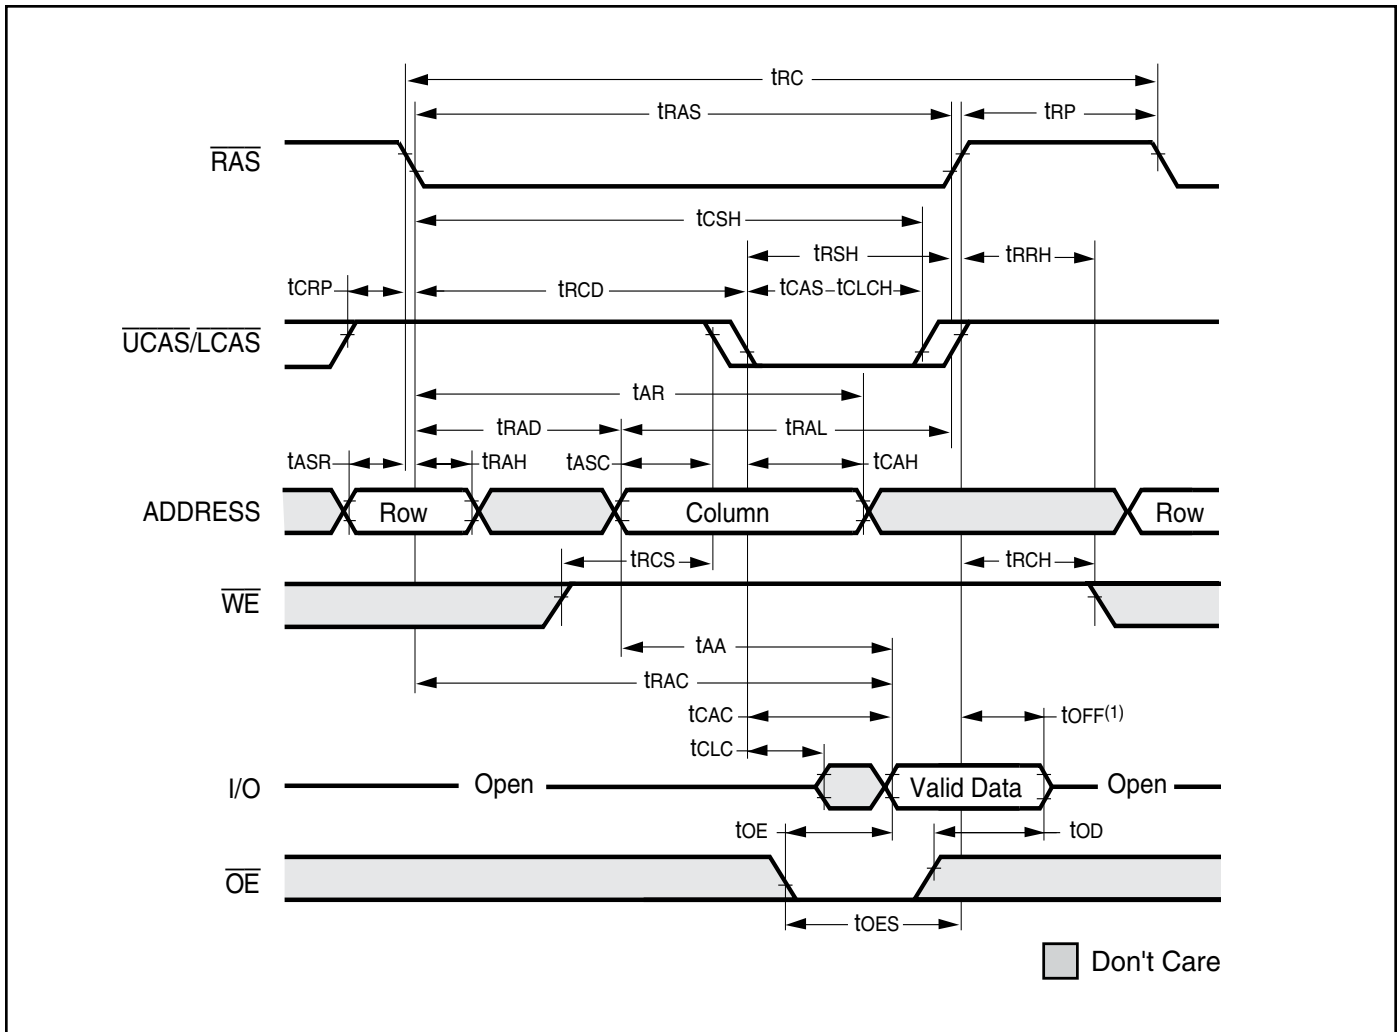 tRC
tRAS tRP
RAS
tCSH
tRSH tRRH
tCRP tRCD tCAS tCLCH
UCAS/LCAS
tAR
tRAD tRAL
tASR tRAH tASC tCAH
ADDRESS Row Column Row
tRCS tRCH
WE
tAA
tRAC
tCAC tOFF(1)
tCLC
I/O Open Valid Data Open
tOE tOD
OE
tOES
Don't Care